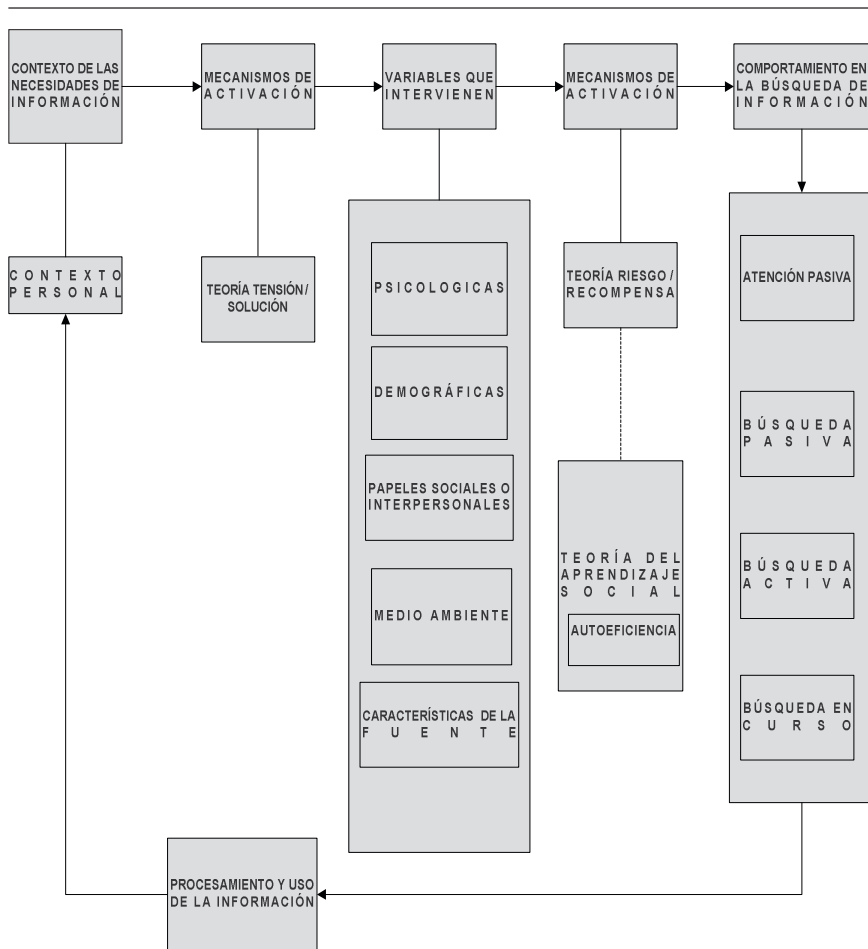 CONTEXTO DE LAS
NECESIDADES DE
INFORMACIÓN
MECANISMOS DE
ACTIVACIÓN
VARIABLES QUE
INTERVIENEN
MECANISMOS DE
ACTIVACIÓN
COMPORTAMIENTO EN
LA BÚSQUEDA DE
INFORMACIÓN
CONTEXTO
PERSONAL
TEORÍA TENSIÓN/
SOLUCIÓN
PSICOLOGICAS
DEMOGRÁFICAS
PAPELES SOCIALES O
INTERPERSONALES
MEDIO AMBIENTE
CARACTERÍSTICAS DE LA
FUENTE
TEORÍA RIESGO /
RECOMPENSA
TEORÍA DEL
APRENDIZAJE
SOCIAL
AUTOEFICIENCIA
ATENCIÓN PASIVA
BÚSQUEDA
PASIVA
BÚSQUEDA
ACTIVA
BÚSQUEDA EN
CURSO
PROCESAMIENTO Y USO
DE LA INFORMACIÓN